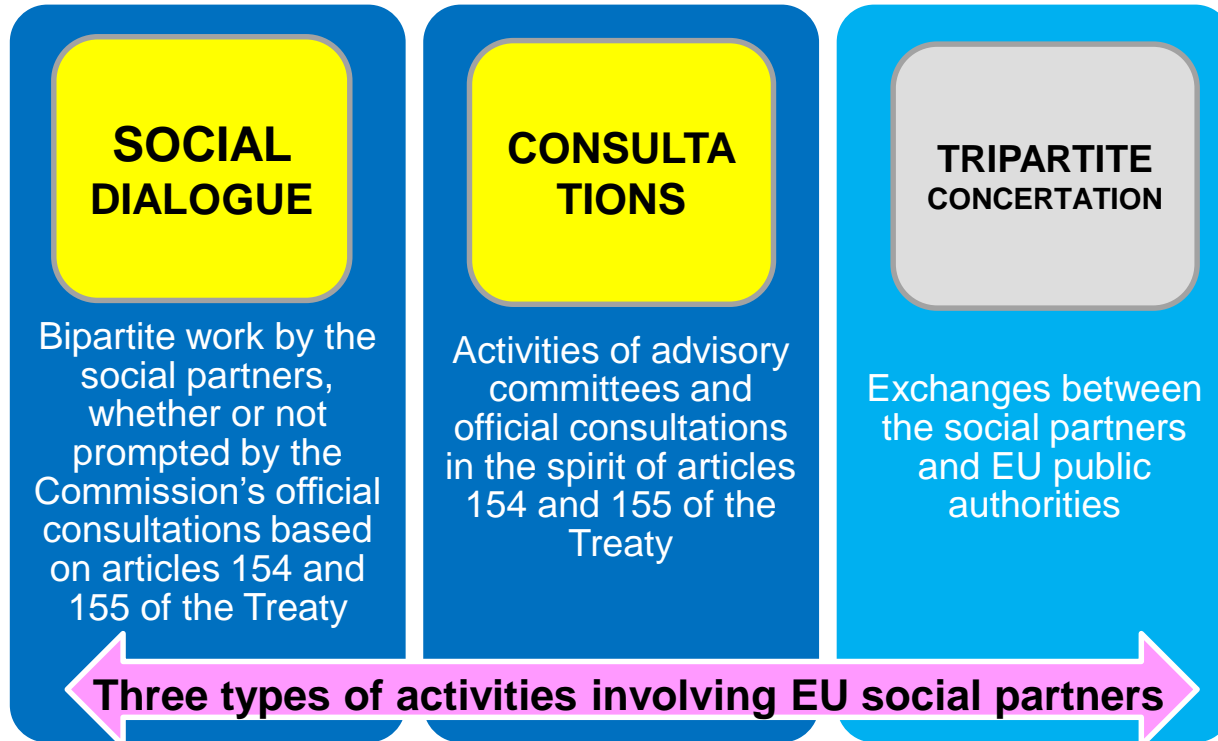 SOCIAL
DIALOGUE
Bipartite work by the
social partners,
whether or not
prompted by the
Commission’s official
consultations based
on articles 154 and
155 of the Treaty
CONSULTA
TIONS
Activities of advisory
committees and
official consultations
in the spirit of articles
154 and 155 of the
Treaty
TRIPARTITE
CONCERTATION
Exchanges between
the social partners
and EU public
authorities
Three types of activities involving EU social partners